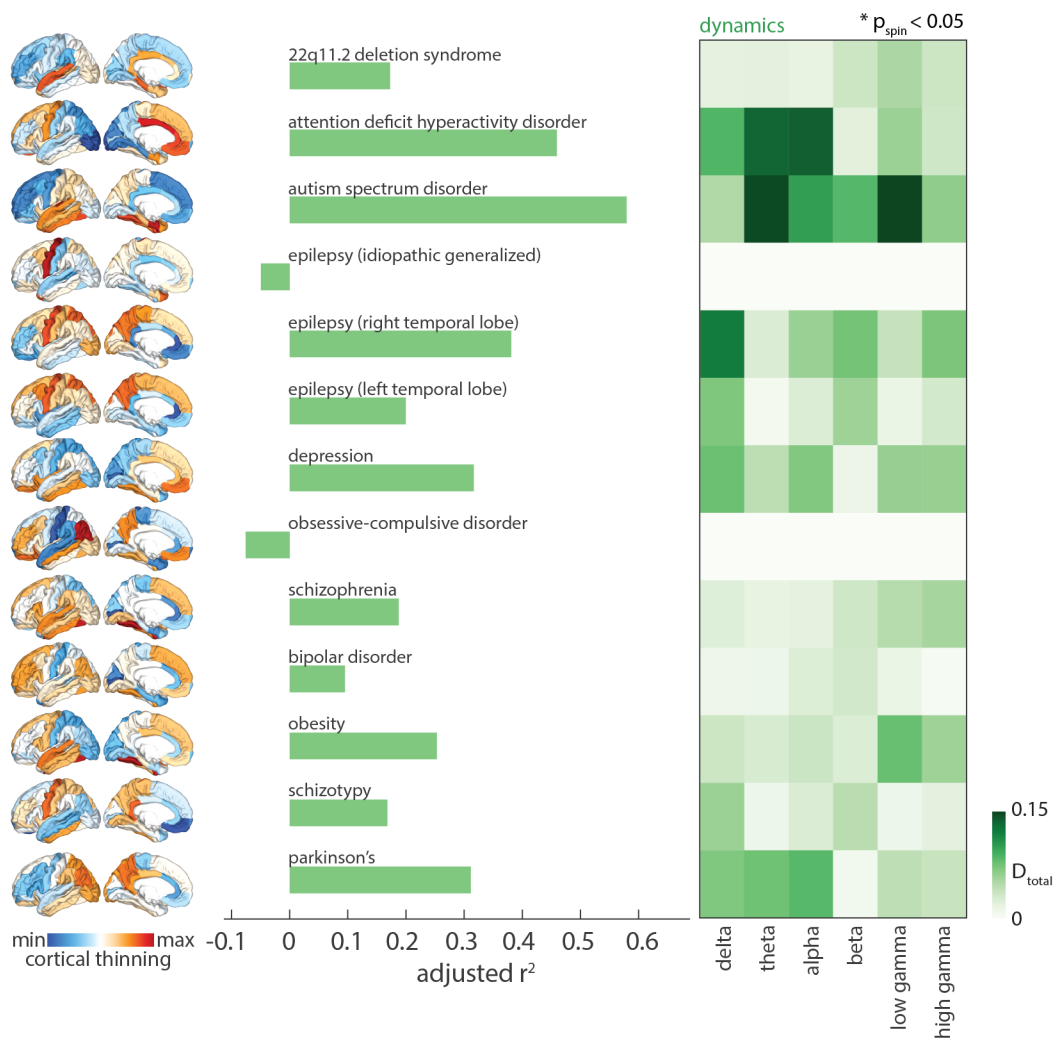 dynamics
* pspin < 0.05
22q11.2 deletion syndrome
attention deficit hyperactivity disorder
autism spectrum disorder
epilepsy (idiopathic generalized)
epilepsy (right temporal lobe)
epilepsy (left temporal lobe)
depression
obsessive-compulsive disorder
schizophrenia
bipolar disorder
obesity
schizotypy
parkinson's
0.15
Dtotal
0
min max
cortical thinning
-0.1 0 0.1 0.2 0.3 0.4 0.5 0.6
adjusted r²
delta
theta
alpha
beta
low gamma
high gamma